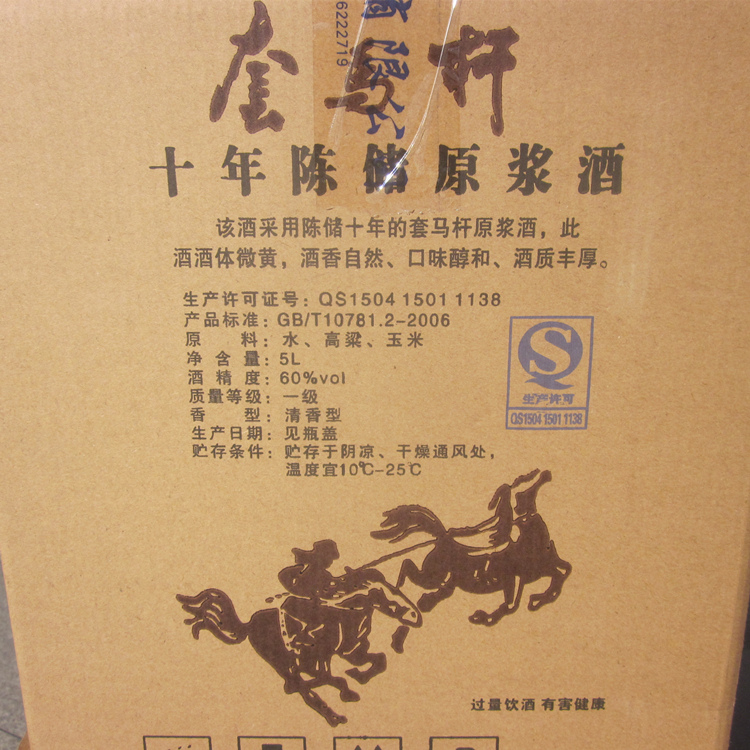 套马杆
6222719
十年陈储原浆酒
该酒采用陈储十年的套马杆原浆酒，此
酒酒体微黄，酒香自然、口味醇和、酒质丰厚。
生产许可证号：QS1504 1501 1138
产品标准：GB/T10781.2-2006
原 料：水、高粱、玉米
净 含 量：5L
酒 精 度：60%vol
质量等级：一级
香 型：清香型
生产日期：见瓶盖
贮存条件：贮存于阴凉、干燥通风处，
温度宜10℃-25℃
S
生产许可
QS1504 1501 1138
过量饮酒 有害健康